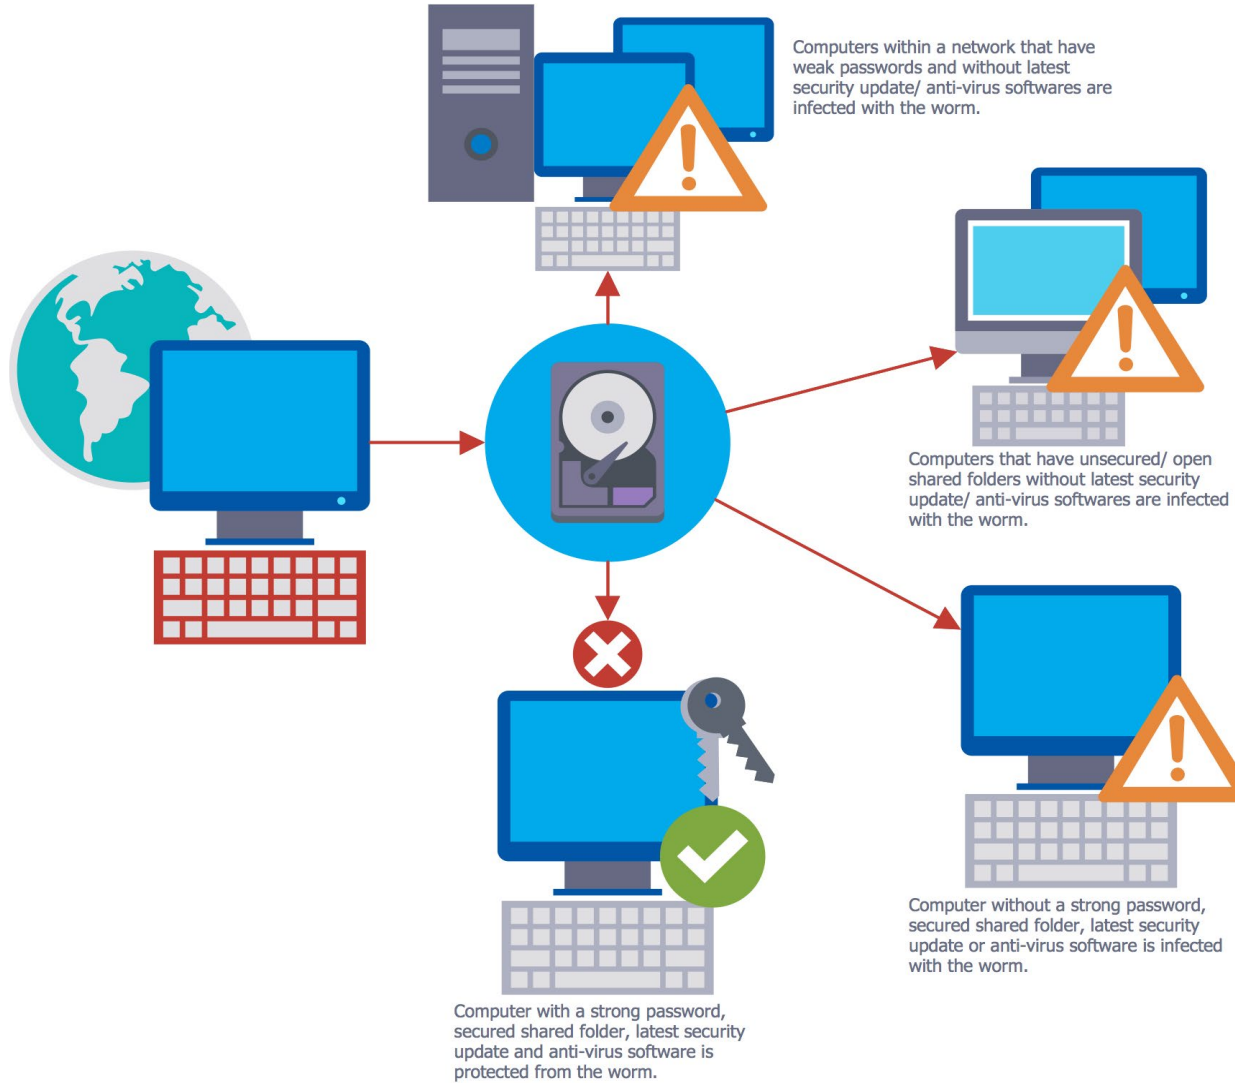 Computers within a network that have
weak passwords and without latest
security update/ anti-virus softwares are
infected with the worm.
Computers that have unsecured/ open
shared folders without latest security
update/ anti-virus softwares are infected
with the worm.
Computer without a strong password,
secured shared folder, latest security
update or anti-virus software is infected
with the worm.
Computer with a strong password,
secured shared folder, latest security
update and anti-virus software is
protected from the worm.